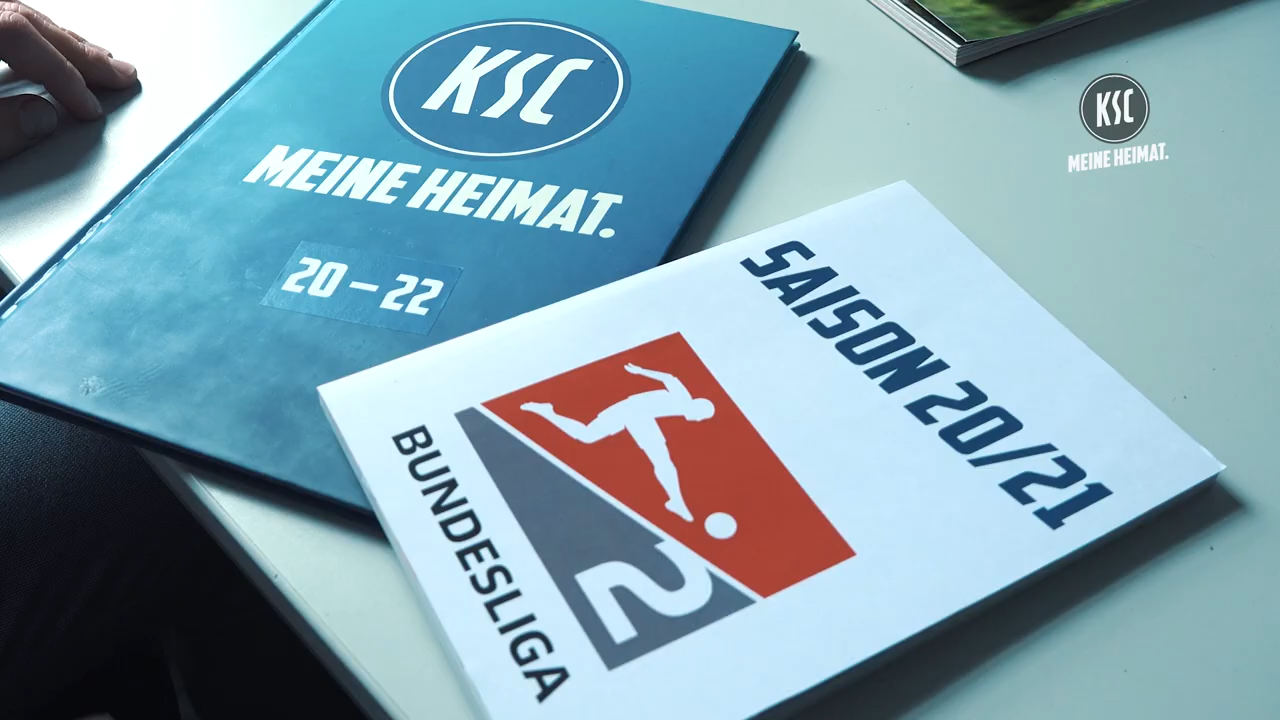 KSC
MEINE HEIMAT.
20 – 22
KSC
MEINE HEIMAT.
SAISON 20/21
2
BUNDESLIGA